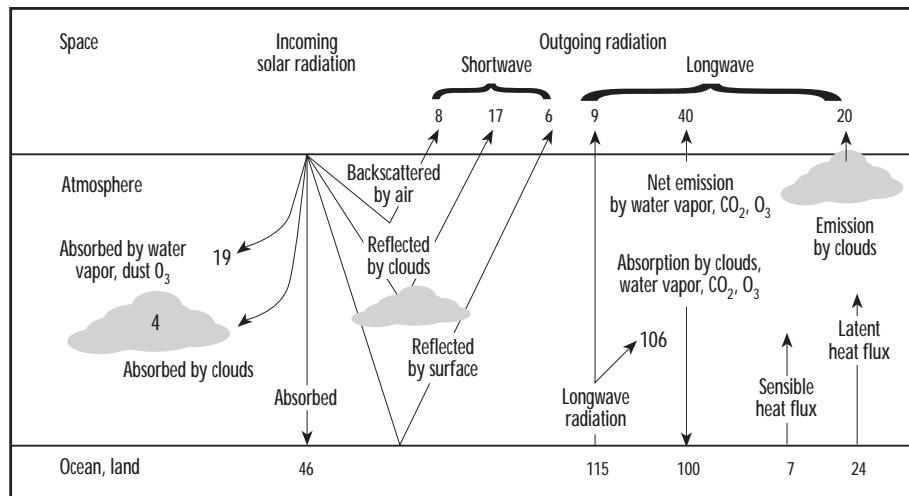 Space
Incoming
solar radiation
Outgoing radiation
Shortwave
Longwave
8
17
6
9
40
20
Atmosphere
Backscattered
by air
Net emission
by water vapor, CO₂, O₃
Emission
by clouds
Absorbed by water
vapor, dust O₃
19
Reflected
by clouds
Absorption by clouds,
water vapor, CO₂, O₃
4
Absorbed by clouds
Reflected
by surface
106
Latent
heat flux
Absorbed
Longwave
radiation
Sensible
heat flux
Ocean, land
46
115
100
7
24